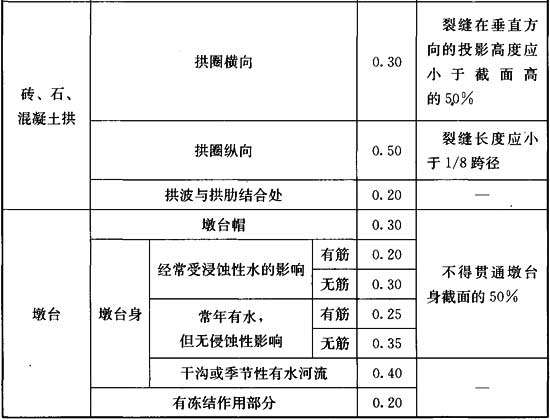 砖、石、
混凝土拱
拱圈横向
0.30
裂缝在垂直方
向的投影高度应
小于截面高
的50%
拱圈纵向
0.50
裂缝长度应小
于1/8跨径
拱波与拱肋结合处
0.20
—
墩台
墩台帽
0.30
不得贯通墩台
身截面的50%
墩台身
经常受浸蚀性水的影响
有筋
0.20
无筋
0.30
常年有水，
但无侵蚀性影响
有筋
0.25
无筋
0.35
干沟或季节性有水河流
0.40
—
有冻结作用部分
0.20